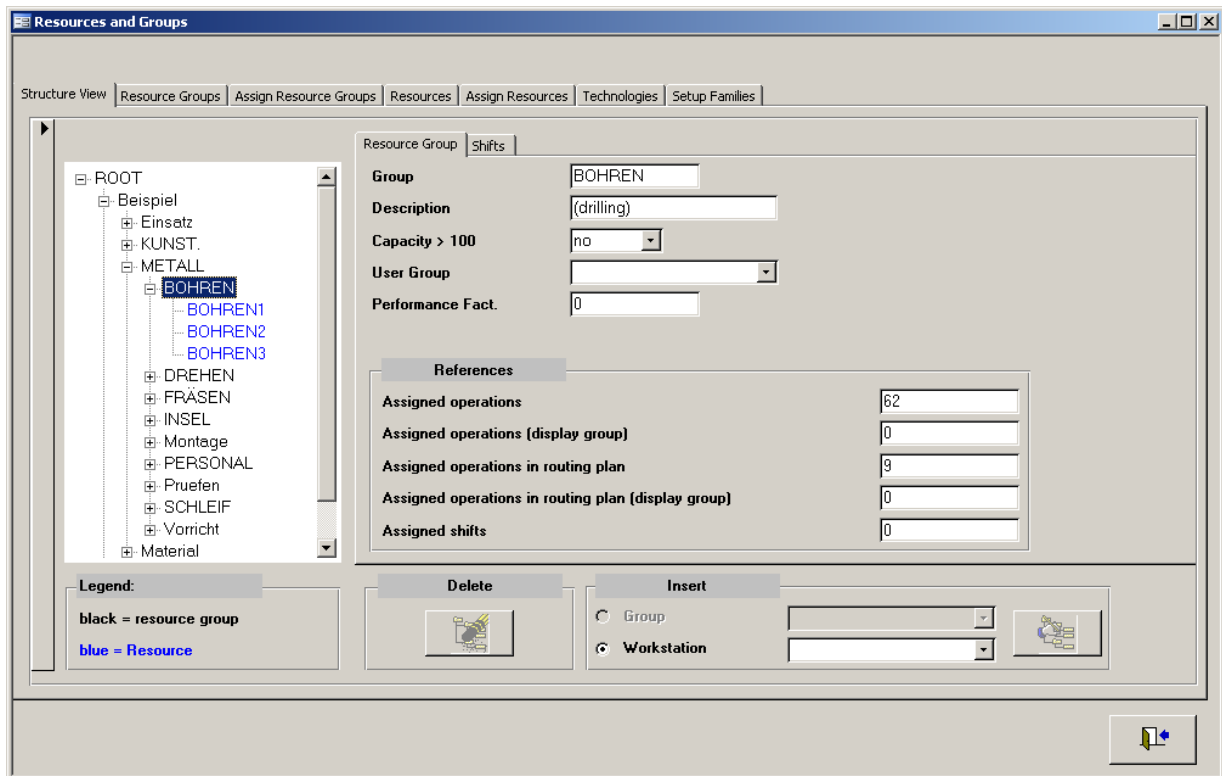 Resources and Groups
Structure View Resource Groups Assign Resource Groups Resources Assign Resources Technologies Setup Families
ROOT
Beispiel
Einsatz
KUNST.
METALL
BOHREN
BOHREN1
BOHREN2
BOHREN3
DREHEN
FRÄSEN
INSEL
Montage
PERSONAL
Pruefen
SCHLEIF
Vorricht
Material
Resource Group Shifts
Group BOHREN
Description (drilling)
Capacity > 100 no
User Group
Performance Fact. 0
References
Assigned operations 62
Assigned operations (display group) 0
Assigned operations in routing plan 9
Assigned operations in routing plan (display group) 0
Assigned shifts 0
Legend:
black = resource group
blue = Resource
Delete
Insert
Group
Workstation